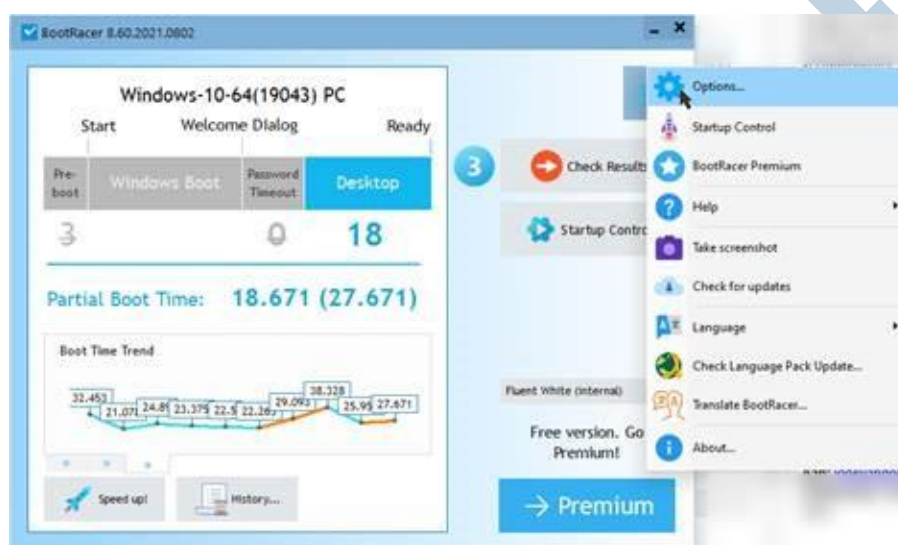 BootRacer 8.60.2021.0802
Windows-10-64(19043) PC
Start Welcome Dialog Ready
Pre-boot
Windows Boot
Password Timeout
Desktop
3 0 18
Partial Boot Time: 18.671 (27.671)
Boot Time Trend
32.453 21.07 24.8 23.375 22.5 22.26 29.093 38.328 25.95 27.671
Speed up!
History...
3
Check Results
Startup Contro
Fluent White (internal)
Free version. Go
Premium!
→ Premium
Options...
Startup Control
BootRacer Premium
Help
Take screenshot
Check for updates
Language
Check Language Pack Update...
Translate BootRacer...
About...